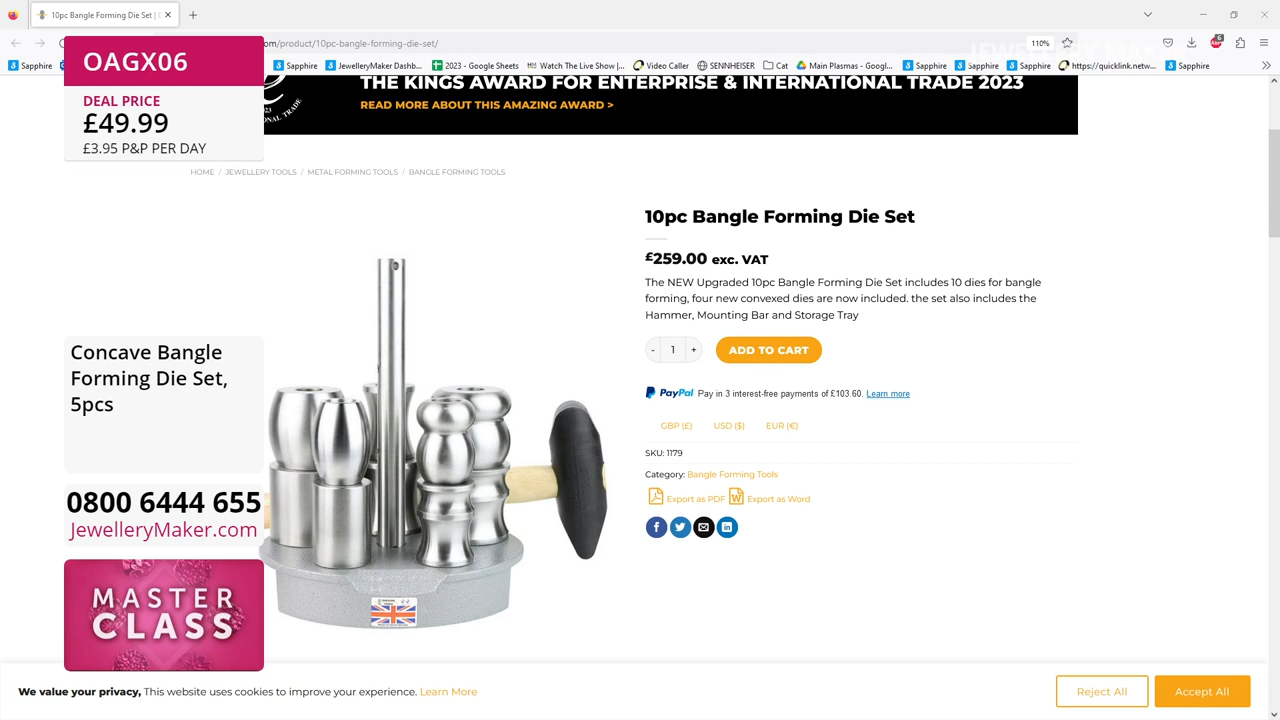 10pc Bangle Forming Die Set |
OAGX06
DEAL PRICE
£49.99
£3.95 P&P PER DAY
Concave Bangle
Forming Die Set,
5pcs
0800 6444 655
JewelleryMaker.com
MASTER
CLASS
com/product/10pc-bangle-forming-die-set/
110%
6
Sapphire
Sapphire
JewelleryMaker Dashb...
2023 - Google Sheets
Watch The Live Show |...
Video Caller
SENNHEISER
Cat
Main Plasmas - Googl...
Sapphire
Sapphire
Sapphire
https://quicklink.netw...
Sapphire
THE KINGS AWARD FOR ENTERPRISE & INTERNATIONAL TRADE 2023
READ MORE ABOUT THIS AMAZING AWARD >
HOME / JEWELLERY TOOLS / METAL FORMING TOOLS / BANGLE FORMING TOOLS
10pc Bangle Forming Die Set
£259.00 exc. VAT
The NEW Upgraded 10pc Bangle Forming Die Set includes 10 dies for bangle
forming, four new convexed dies are now included. the set also includes the
Hammer, Mounting Bar and Storage Tray
- 1 + ADD TO CART
PayPal Pay in 3 interest-free payments of £103.60. Learn more
GBP (£) USD ($) EUR (€)
SKU: 1179
Category: Bangle Forming Tools
Export as PDF Export as Word
We value your privacy, This website uses cookies to improve your experience. Learn More
Reject All
Accept All